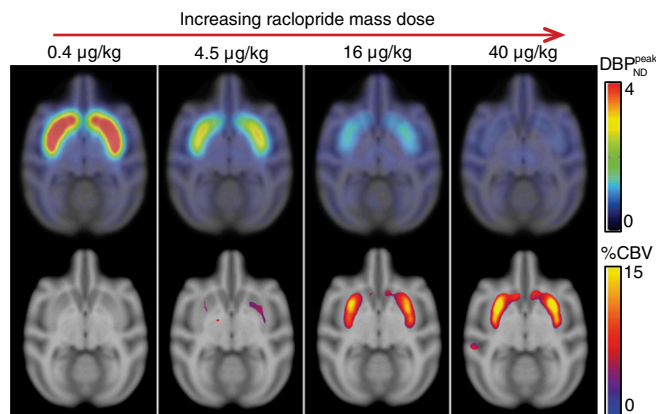 Increasing raclopride mass dose
0.4 µg/kg 4.5 µg/kg 16 µg/kg 40 µg/kg
DBP^peak_ND
4
0
%CBV
15
0